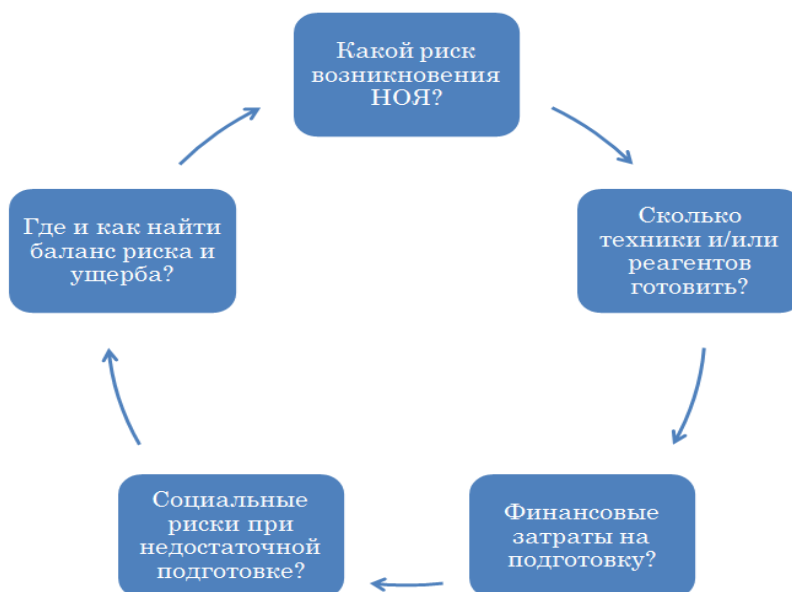 Какой риск
возникновения
НОЯ?
Сколько
техники и/или
реагентов
готовить?
Финансовые
затраты на
подготовку?
Социальные
риски при
недостаточной
подготовке?
Где и как найти
баланс риска и
ущерба?